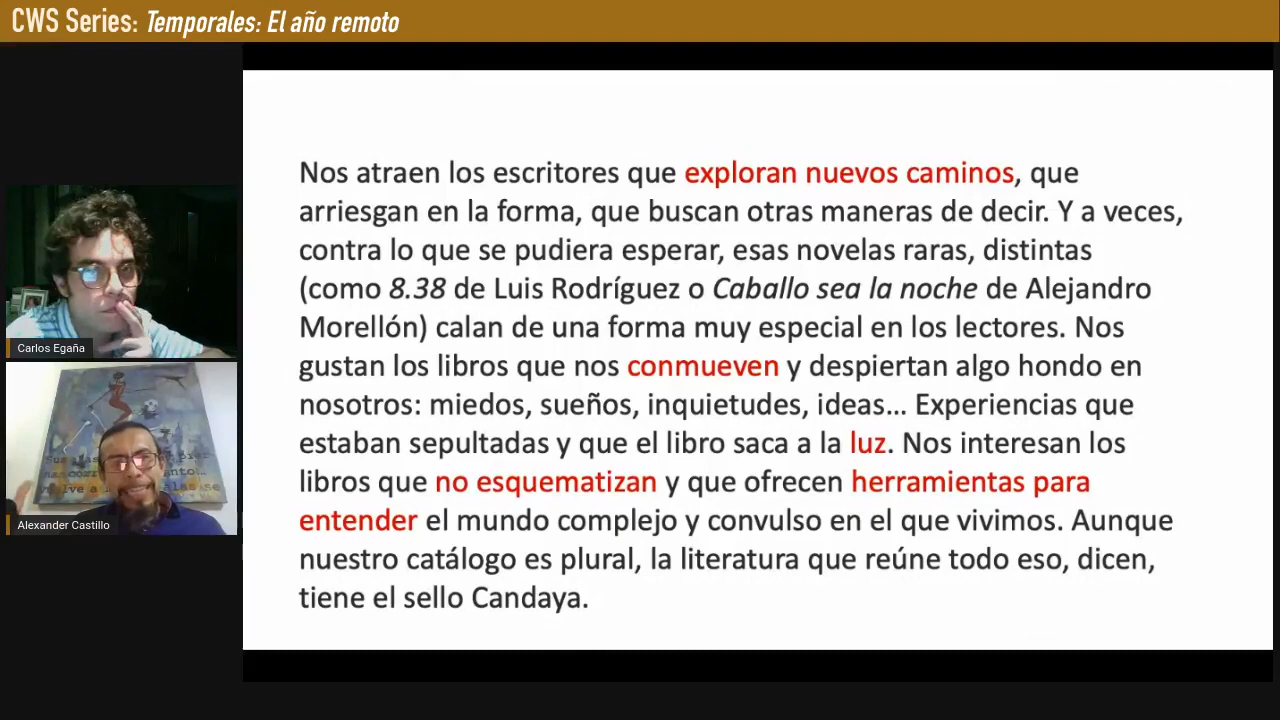 CWS Series: Temporales: El año remoto
Nos atraen los escritores que exploran nuevos caminos, que
arriesgan en la forma, que buscan otras maneras de decir. Y a veces,
contra lo que se pudiera esperar, esas novelas raras, distintas
(como 8.38 de Luis Rodríguez o Caballo sea la noche de Alejandro
Morellón) calan de una forma muy especial en los lectores. Nos
gustan los libros que nos conmueven y despiertan algo hondo en
nosotros: miedos, sueños, inquietudes, ideas... Experiencias que
estaban sepultadas y que el libro saca a la luz. Nos interesan los
libros que no esquematizan y que ofrecen herramientas para
entender el mundo complejo y convulso en el que vivimos. Aunque
nuestro catálogo es plural, la literatura que reúne todo eso, dicen,
tiene el sello Candaya.
Carlos Egaña
Alexander Castillo